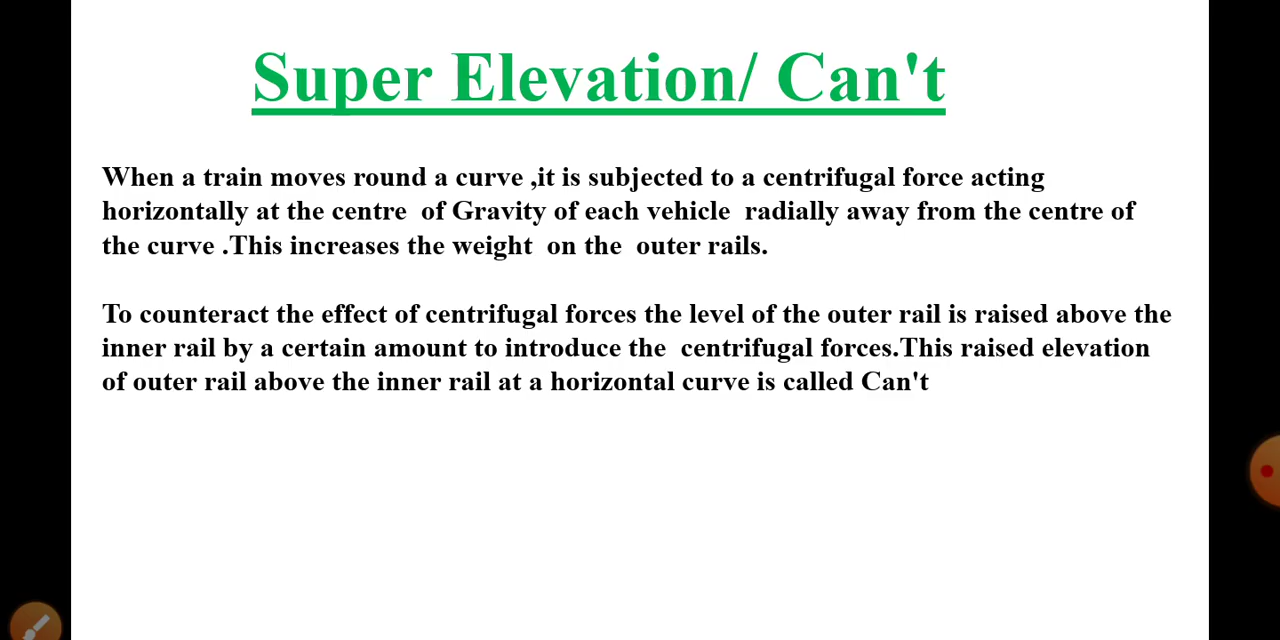 Super Elevation/ Can't
When a train moves round a curve ,it is subjected to a centrifugal force acting
horizontally at the centre of Gravity of each vehicle radially away from the centre of
the curve .This increases the weight on the outer rails.
To counteract the effect of centrifugal forces the level of the outer rail is raised above the
inner rail by a certain amount to introduce the centrifugal forces.This raised elevation
of outer rail above the inner rail at a horizontal curve is called Can't